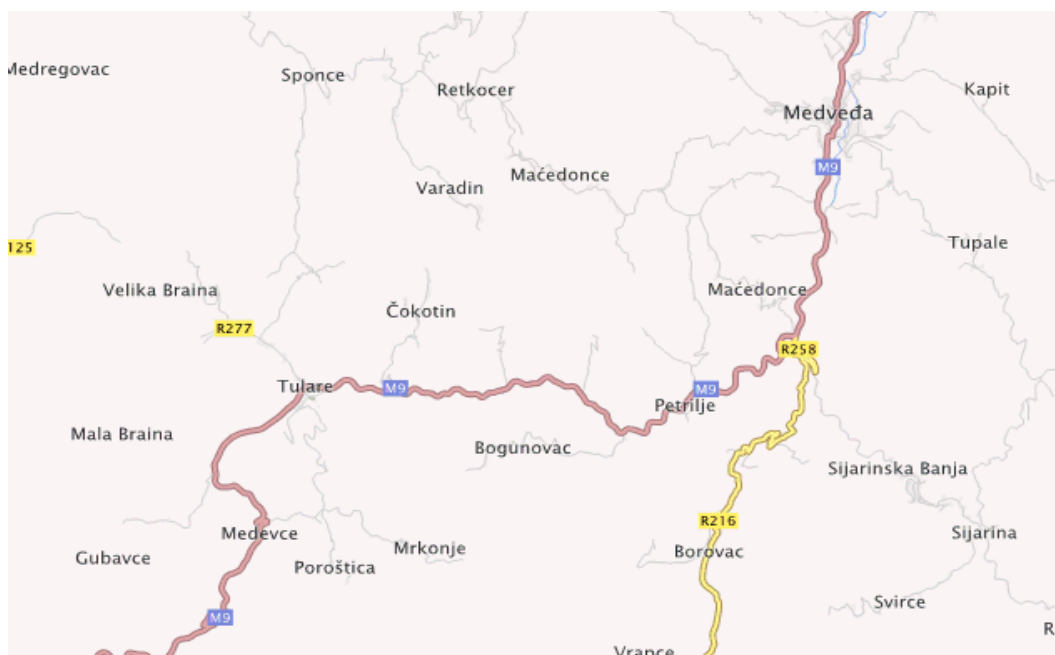 Medregovac
Sponce
Retkocer
Kapit
Medveđa
M9
Varadin
Maćedonce
125
Tupale
Velika Braina
Maćedonce
Čokotin
R277
R258
Tulare
M9
M9
Petrilje
Mala Braina
Bogunovac
Sijarinska Banja
R216
Medevce
Sijarina
Gubavce
Poroštica
Mrkonje
Borovac
Svirce
M9
R
Vrance